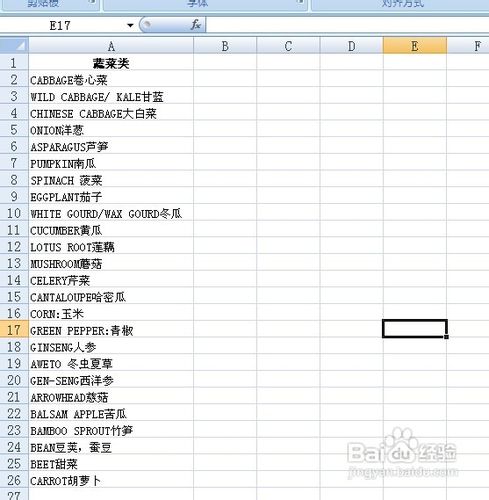 剪贴板 字体 对齐方式
E17 fx
A B C D E F
1 蔬菜类
2 CABBAGE卷心菜
3 WILD CABBAGE/ KALE甘蓝
4 CHINESE CABBAGE大白菜
5 ONION洋葱
6 ASPARAGUS芦笋
7 PUMPKIN南瓜
8 SPINACH 菠菜
9 EGGPLANT茄子
10 WHITE GOURD/WAX GOURD冬瓜
11 CUCUMBER黄瓜
12 LOTUS ROOT莲藕
13 MUSHROOM蘑菇
14 CELERY芹菜
15 CANTALOUPE哈密瓜
16 CORN:玉米
17 GREEN PEPPER:青椒
18 GINSENG人参
19 AWETO 冬虫夏草
20 GEN-SENG西洋参
21 ARROWHEAD慈菇
22 BALSAM APPLE苦瓜
23 BAMBOO SPROUT竹笋
24 BEAN豆荚，蚕豆
25 BEET甜菜
26 CARROT胡萝卜
27
Baidu 经验
jingyan.baidu.com